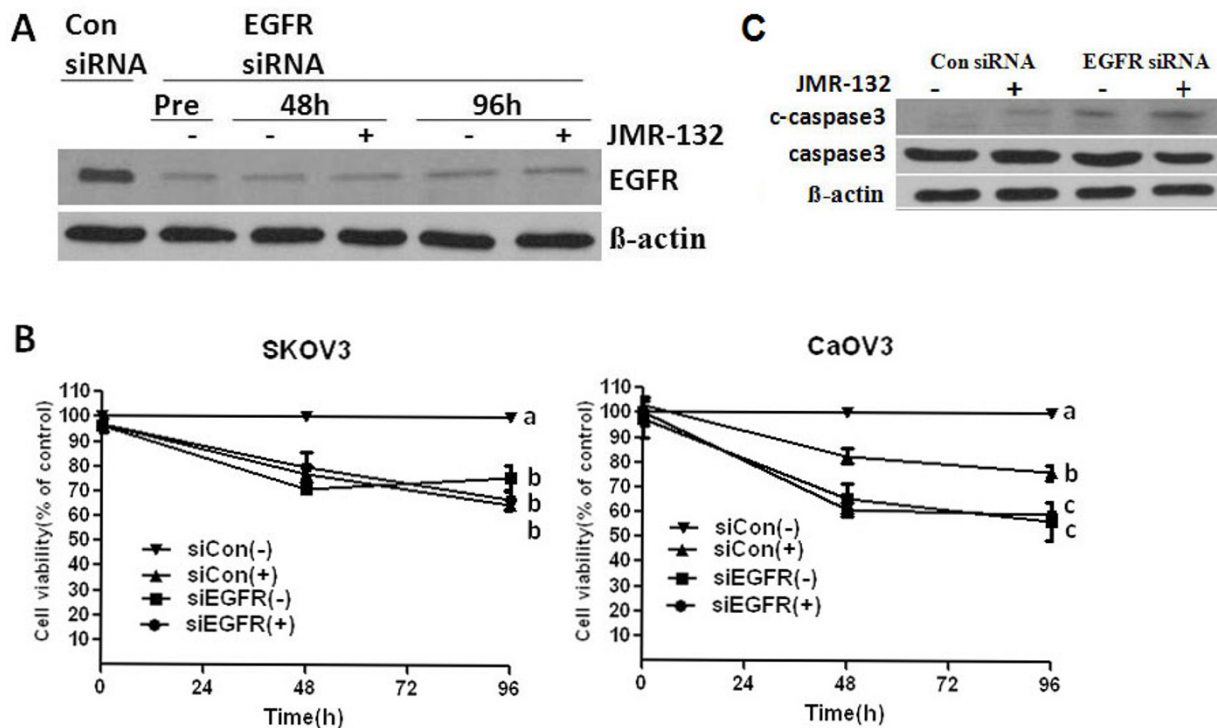 A
Con EGFR
siRNA siRNA
Pre 48h 96h
- - + - + JMR-132
EGFR
ß-actin
C
Con siRNA EGFR siRNA
JMR-132 - + - +
c-caspase3
caspase3
ß-actin
B
SKOV3
Cell viability(% of control)
110
100
90
80
70
60
50
40
30
20
10
0 24 48 72 96
Time(h)
a
b
b
b
siCon(-)
siCon(+)
siEGFR(-)
siEGFR(+)
CaOV3
Cell viability(% of control)
110
100
90
80
70
60
50
40
30
20
10
0 24 48 72 96
Time(h)
a
b
c
c
siCon(-)
siCon(+)
siEGFR(-)
siEGFR(+)